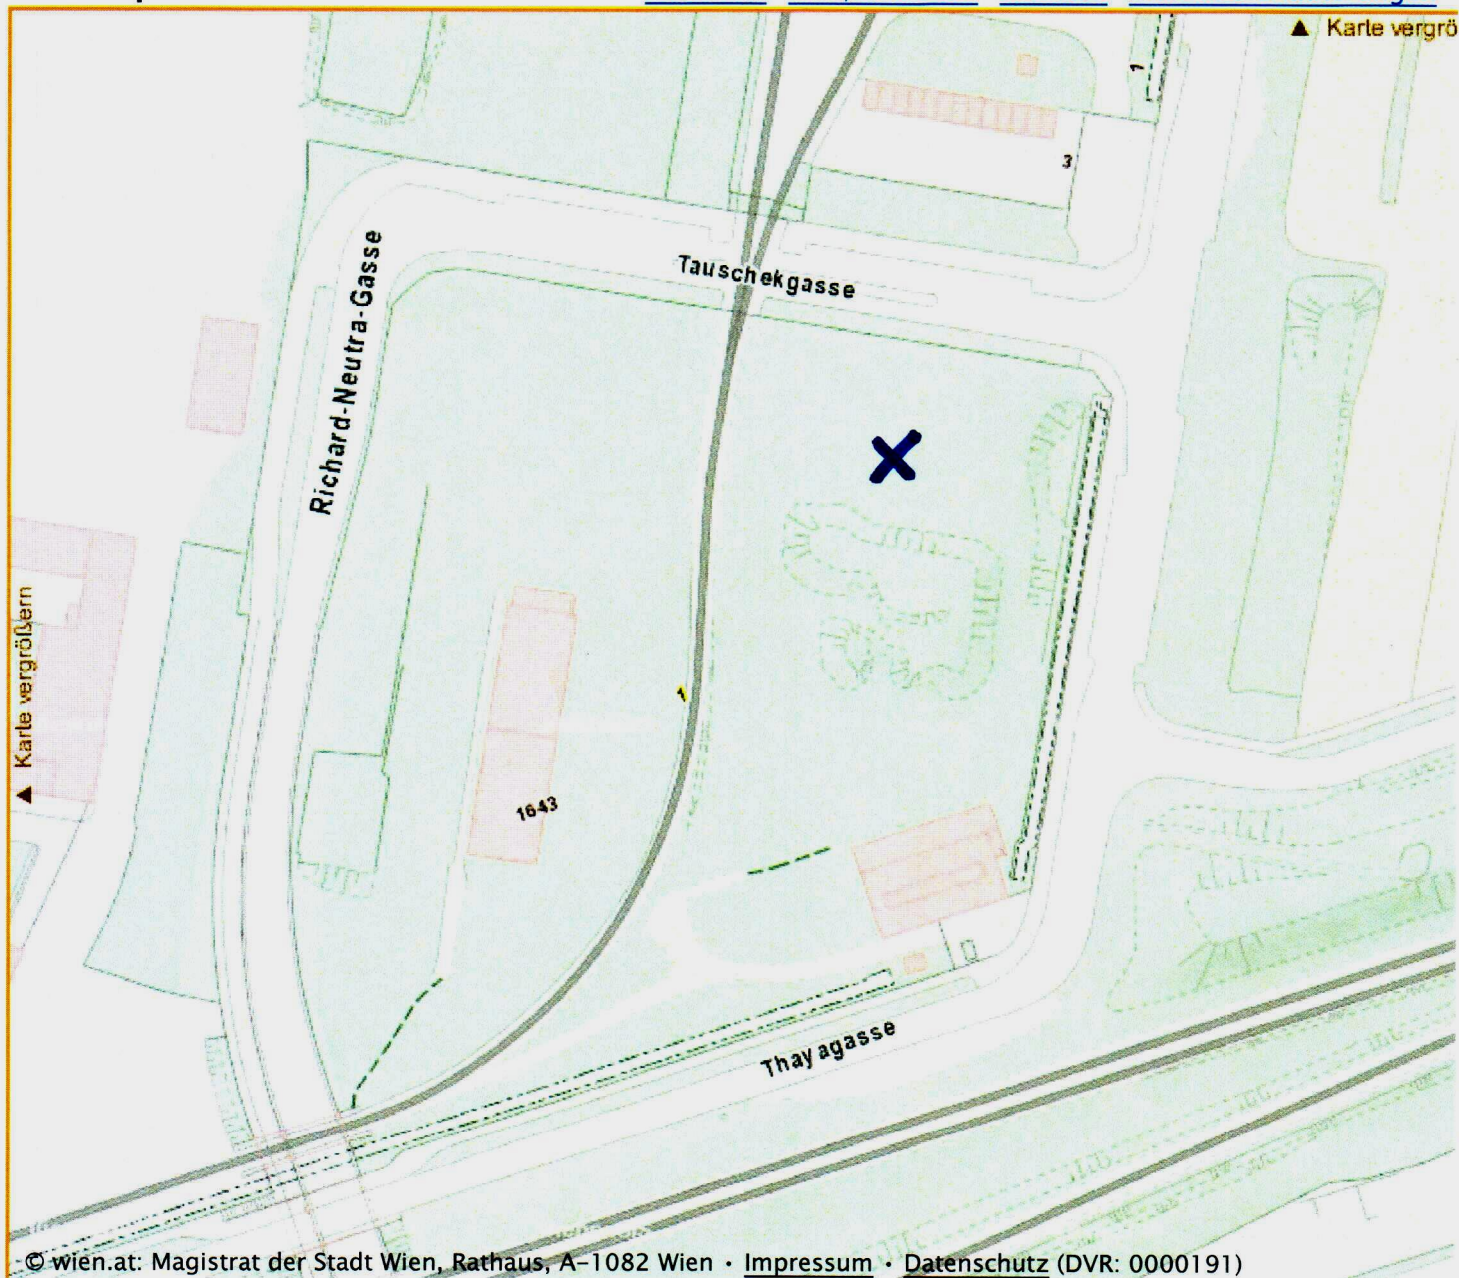 ▲ Karte vergrö
1
3
Tauschekgasse
Richard-Neutra-Gasse
▲ Karte vergrößern
1
1643
Thayagasse
© wien.at: Magistrat der Stadt Wien, Rathaus, A-1082 Wien · Impressum · Datenschutz (DVR: 0000191)